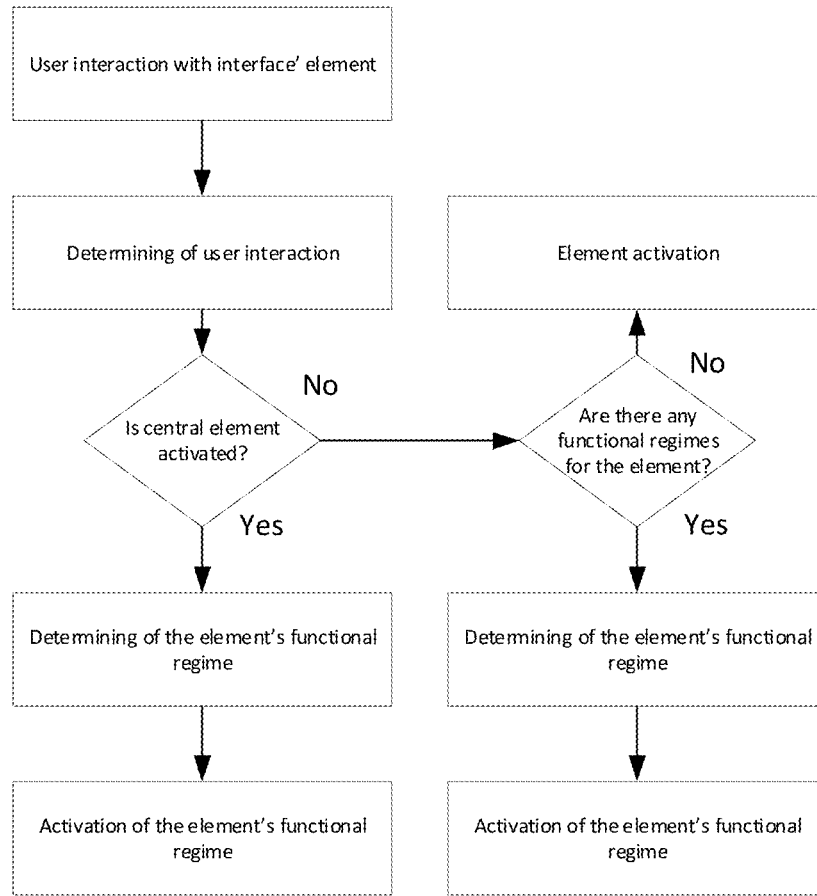 User interaction with interface' element
Determining of user interaction
Element activation
No
No
Is central element
activated?
Are there any
functional regimes
for the element?
Yes
Yes
Determining of the element's functional
regime
Determining of the element's functional
regime
Activation of the element's functional
regime
Activation of the element's functional
regime